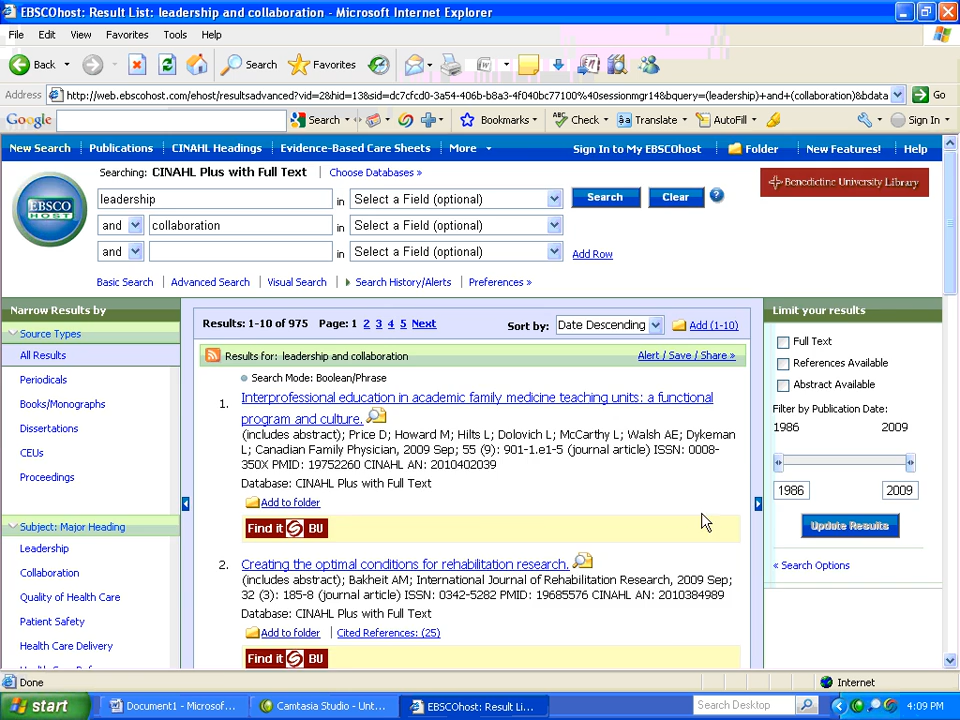 EBSCOhost: Result List: leadership and collaboration - Microsoft Internet Explorer
File Edit View Favorites Tools Help
Back Search Favorites
Address http://web.ebscohost.com/ehost/resultsadvanced?vid=2&hid=13&sid=dc7cfcd0-3a54-406b-b8a3-4f040bc77100%40sessionmgr14&bquery=(leadership)+and+(collaboration)&bdata Go
Google Search Bookmarks Check Translate AutoFill Sign In
New Search Publications CINAHL Headings Evidence-Based Care Sheets More Sign In to My EBSCOhost Folder New Features! Help
Searching: CINAHL Plus with Full Text Choose Databases »
EBSCO
HOST
leadership in Select a Field (optional) Search Clear ?
and collaboration in Select a Field (optional)
and in Select a Field (optional) Add Row
Benedictine University Library
Basic Search Advanced Search Visual Search Search History/Alerts Preferences »
Narrow Results by
Source Types
All Results
Periodicals
Books/Monographs
Dissertations
CEUs
Proceedings
Subject: Major Heading
Leadership
Collaboration
Quality of Health Care
Patient Safety
Health Care Delivery
Results: 1-10 of 975 Page: 1 2 3 4 5 Next Sort by: Date Descending Add (1-10)
Results for: leadership and collaboration Alert / Save / Share »
Search Mode: Boolean/Phrase
1. Interprofessional education in academic family medicine teaching units: a functional
program and culture.
(includes abstract); Price D; Howard M; Hilts L; Dolovich L; McCarthy L; Walsh AE; Dykeman
L; Canadian Family Physician, 2009 Sep; 55 (9): 901-1.e1-5 (journal article) ISSN: 0008-
350X PMID: 19752260 CINAHL AN: 2010402039
Database: CINAHL Plus with Full Text
Add to folder
Find it S BU
2. Creating the optimal conditions for rehabilitation research.
(includes abstract); Bakheit AM; International Journal of Rehabilitation Research, 2009 Sep;
32 (3): 185-8 (journal article) ISSN: 0342-5282 PMID: 19685576 CINAHL AN: 2010384989
Database: CINAHL Plus with Full Text
Add to folder Cited References: (25)
Find it S BU
Limit your results
Full Text
References Available
Abstract Available
Filter by Publication Date:
1986 2009
1986 2009
Update Results
« Search Options
Done Internet
start Document1 - Microsof... Camtasia Studio - Unt... EBSCOhost: Result Li... Search Desktop 4:09 PM